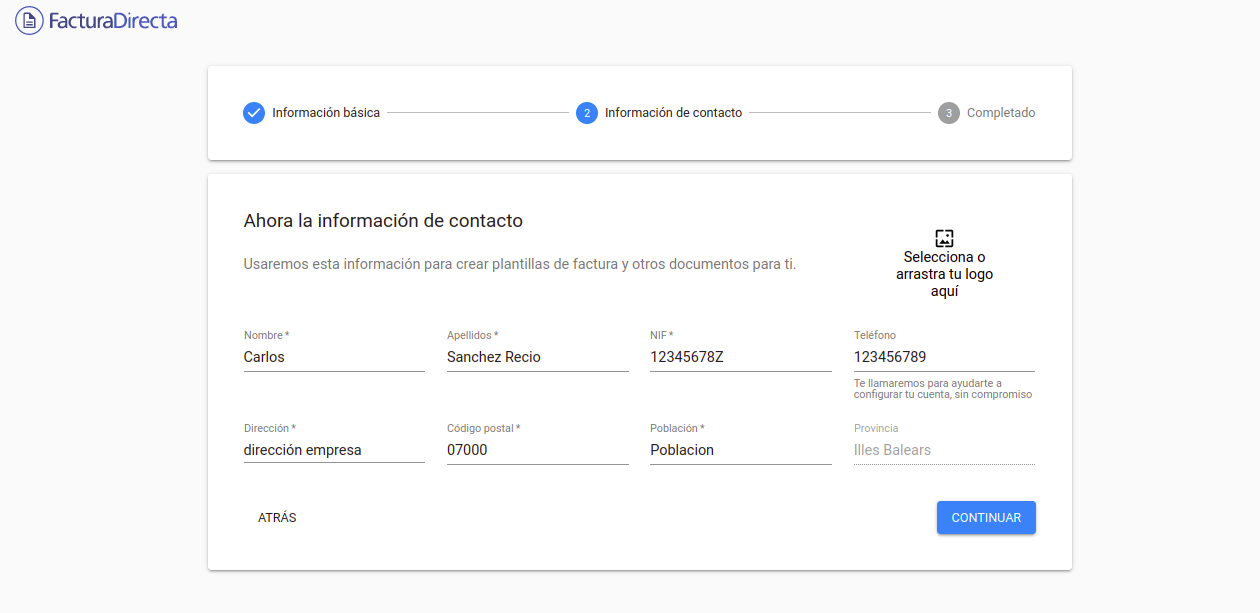 FacturaDirecta
Información básica
2 Información de contacto
3 Completado
Ahora la información de contacto
Usaremos esta información para crear plantillas de factura y otros documentos para ti.
Selecciona o
arrastra tu logo
aquí
Nombre * Apellidos * NIF * Teléfono
Carlos Sanchez Recio 12345678Z 123456789
Te llamaremos para ayudarte a
configurar tu cuenta, sin compromiso
Dirección * Código postal * Población * Provincia
dirección empresa 07000 Poblacion Illes Balears
ATRÁS CONTINUAR